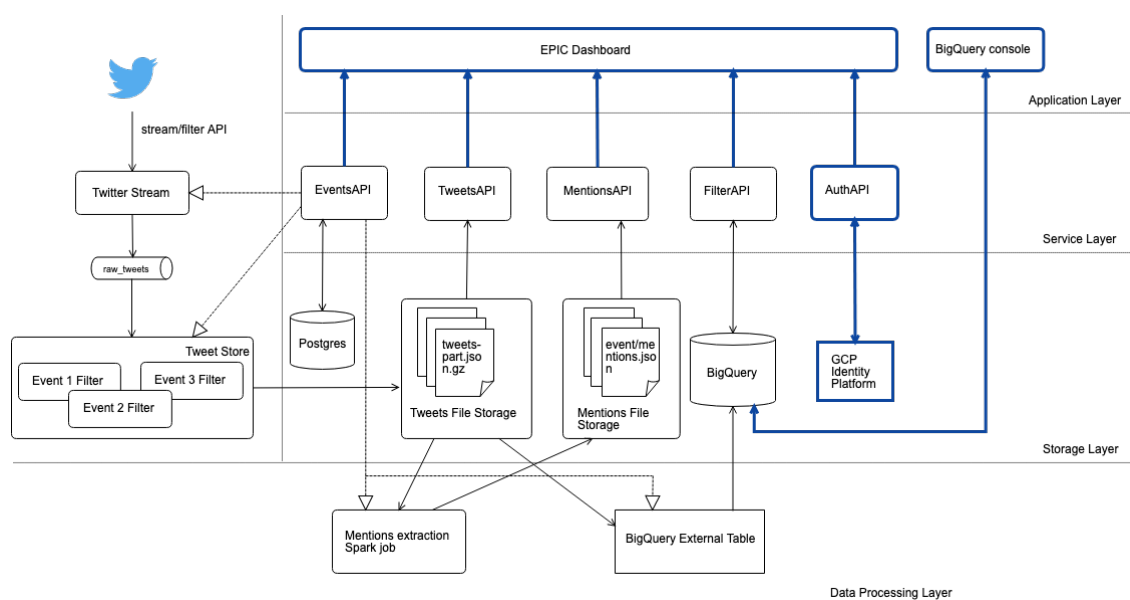 EPIC Dashboard
BigQuery console
Application Layer
stream/filter API
Twitter Stream
EventsAPI
TweetsAPI
MentionsAPI
FilterAPI
AuthAPI
Service Layer
raw_tweets
Tweet Store
Event 1 Filter
Event 3 Filter
Event 2 Filter
Postgres
tweets-
part.jso
n.gz
Tweets File Storage
event/me
ntions.jso
n
Mentions File
Storage
BigQuery
GCP
Identity
Platform
Storage Layer
Mentions extraction
Spark job
BigQuery External Table
Data Processing Layer